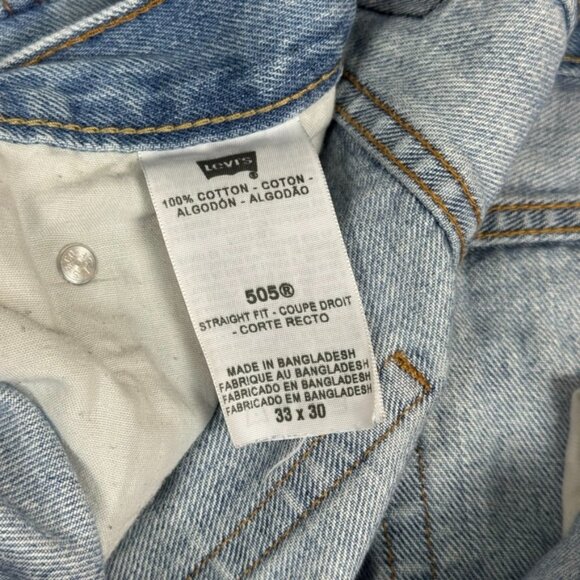 Levi's
100% COTTON - COTON -
ALGODÓN - ALGODÃO
505®
STRAIGHT FIT - COUPE DROIT
- CORTE RECTO
MADE IN BANGLADESH
FABRIQUE AU BANGLADESH
FABRICADO EN BANGLADESH
FABRICADO EM BANGLADESH
33 x 30